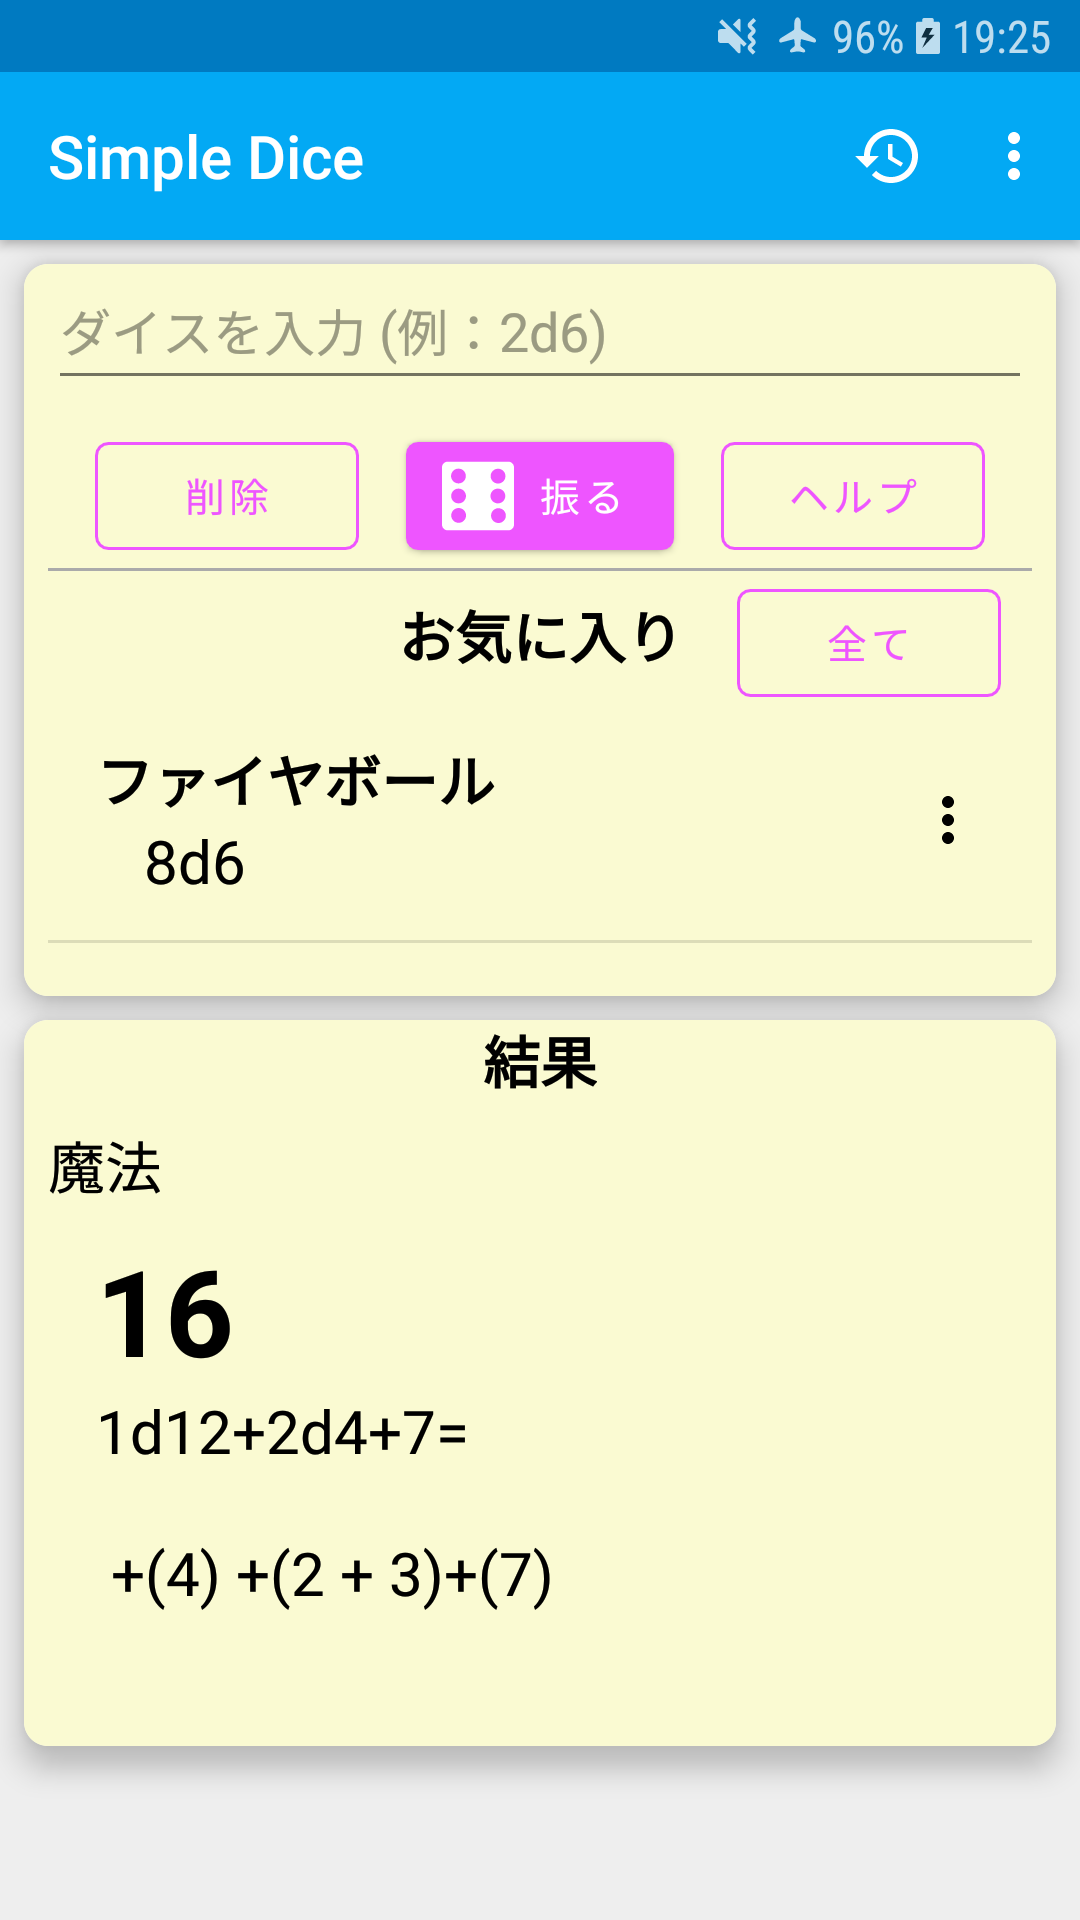 96% 19:25
Simple Dice
ダイスを入力 (例：2d6)
削除 振る ヘルプ
お気に入り 全て
ファイヤボール
8d6
結果
魔法
16
1d12+2d4+7=
+(4) +(2 + 3)+(7)